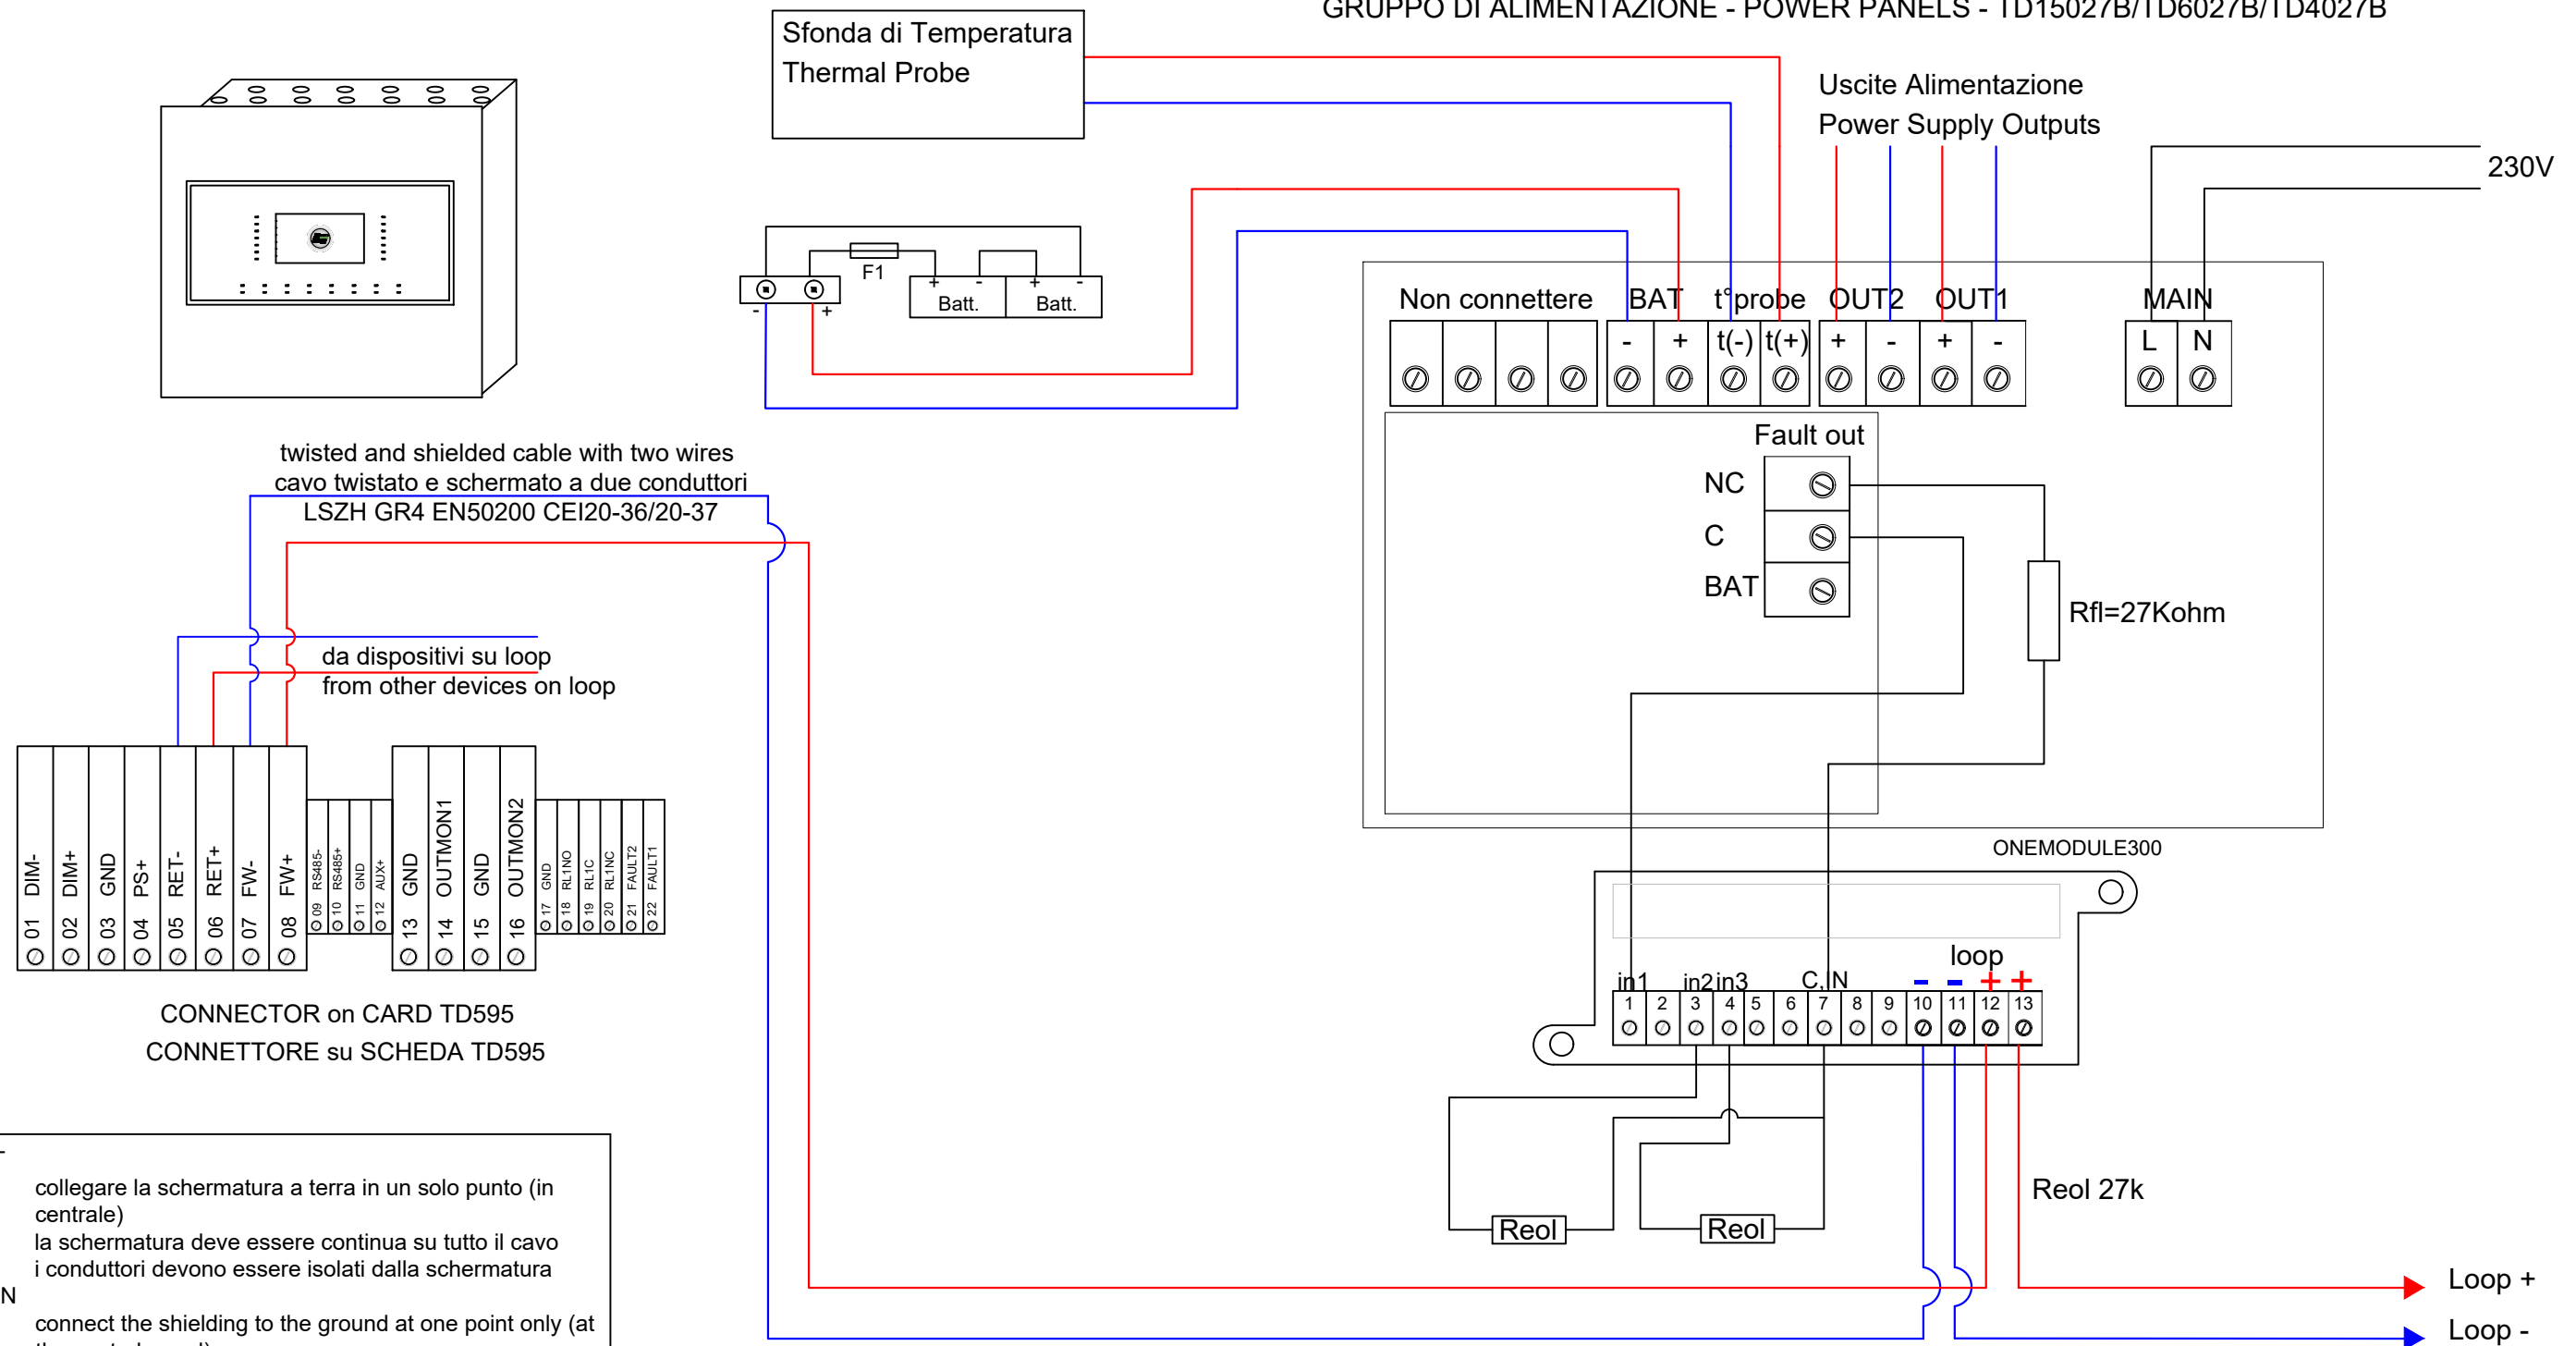 GRUPPO DI ALIMENTAZIONE - POWER PANELS - TD15027B/TD6027B/TD4027B
Sfonda di Temperatura
Thermal Probe
Uscite Alimentazione
Power Supply Outputs
230V
F1
+ - + -
Batt. Batt.
- +
Non connettere BAT t°probe OUT2 OUT1 MAIN
- + t(-) t(+) + - + - L N
Fault out
NC
C
BAT
Rfl=27Kohm
twisted and shielded cable with two wires
cavo twistato e schermato a due conduttori
LSZH GR4 EN50200 CEI20-36/20-37
da dispositivi su loop
from other devices on loop
01 DIM-
02 DIM+
03 GND
04 PS+
05 RET-
06 RET+
07 FW-
08 FW+
09 RS485-
10 RS485+
11 GND
12 AUX+
13 GND
14 OUTMON1
15 GND
16 OUTMON2
17 GND
18 RL1NO
19 RL1C
20 RL1NC
21 FAULT2
22 FAULT1
CONNECTOR on CARD TD595
CONNETTORE su SCHEDA TD595
ONEMODULE300
loop
in1 in2 in3 C,IN - - + +
1 2 3 4 5 6 7 8 9 10 11 12 13
Reol Reol
Reol 27k
Loop +
Loop -
collegare la schermatura a terra in un solo punto (in
centrale)
la schermatura deve essere continua su tutto il cavo
i conduttori devono essere isolati dalla schermatura
N
connect the shielding to the ground at one point only (at